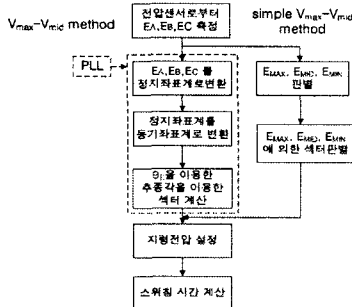 Vmax-Vmid method
전압센서로부터
EA,EB,EC 측정
simple Vmax-Vmid
method
PLL
EA,EB,EC 를
정지좌표계로변환
EMAX, EMID, EMIN
판별
정지좌표계를
동기좌표계로 변환
EMAX, EMID, EMIN
에 의한 섹터판별
을 이용한
추종각을 이용한
섹터 계산
지령전압 설정
스위칭 시간 계산